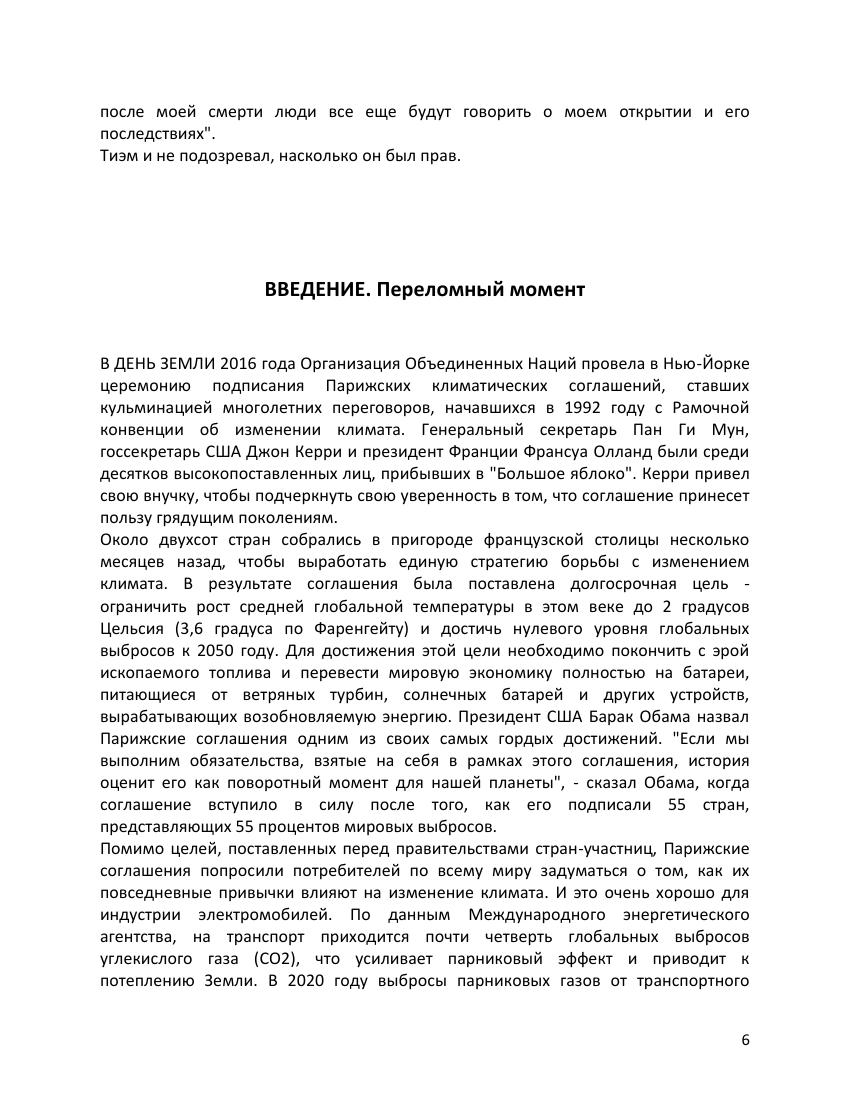 после моей смерти люди все еще будут говорить о моем открытии и его
последствиях".
Тиэм и не подозревал, насколько он был прав.
ВВЕДЕНИЕ. Переломный момент
В ДЕНЬ ЗЕМЛИ 2016 года Организация Объединенных Наций провела в Нью-Йорке
церемонию подписания Парижских климатических соглашений, ставших
кульминацией многолетних переговоров, начавшихся в 1992 году с Рамочной
конвенции об изменении климата. Генеральный секретарь Пан Ги Мун,
госсекретарь США Джон Керри и президент Франции Франсуа Олланд были среди
десятков высокопоставленных лиц, прибывших в "Большое яблоко". Керри привел
свою внучку, чтобы подчеркнуть свою уверенность в том, что соглашение принесет
пользу грядущим поколениям.
Около двухсот стран собрались в пригороде французской столицы несколько
месяцев назад, чтобы выработать единую стратегию борьбы с изменением
климата. В результате соглашения была поставлена долгосрочная цель -
ограничить рост средней глобальной температуры в этом веке до 2 градусов
Цельсия (3,6 градуса по Фаренгейту) и достичь нулевого уровня глобальных
выбросов к 2050 году. Для достижения этой цели необходимо покончить с эрой
ископаемого топлива и перевести мировую экономику полностью на батареи,
питающиеся от ветряных турбин, солнечных батарей и других устройств,
вырабатывающих возобновляемую энергию. Президент США Барак Обама назвал
Парижские соглашения одним из своих самых гордых достижений. "Если мы
выполним обязательства, взятые на себя в рамках этого соглашения, история
оценит его как поворотный момент для нашей планеты", - сказал Обама, когда
соглашение вступило в силу после того, как его подписали 55 стран,
представляющих 55 процентов мировых выбросов.
Помимо целей, поставленных перед правительствами стран-участниц, Парижские
соглашения попросили потребителей по всему миру задуматься о том, как их
повседневные привычки влияют на изменение климата. И это очень хорошо для
индустрии электромобилей. По данным Международного энергетического
агентства, на транспорт приходится почти четверть глобальных выбросов
углекислого газа (CO2), что усиливает парниковый эффект и приводит к
потеплению Земли. В 2020 году выбросы парниковых газов от транспортного
6